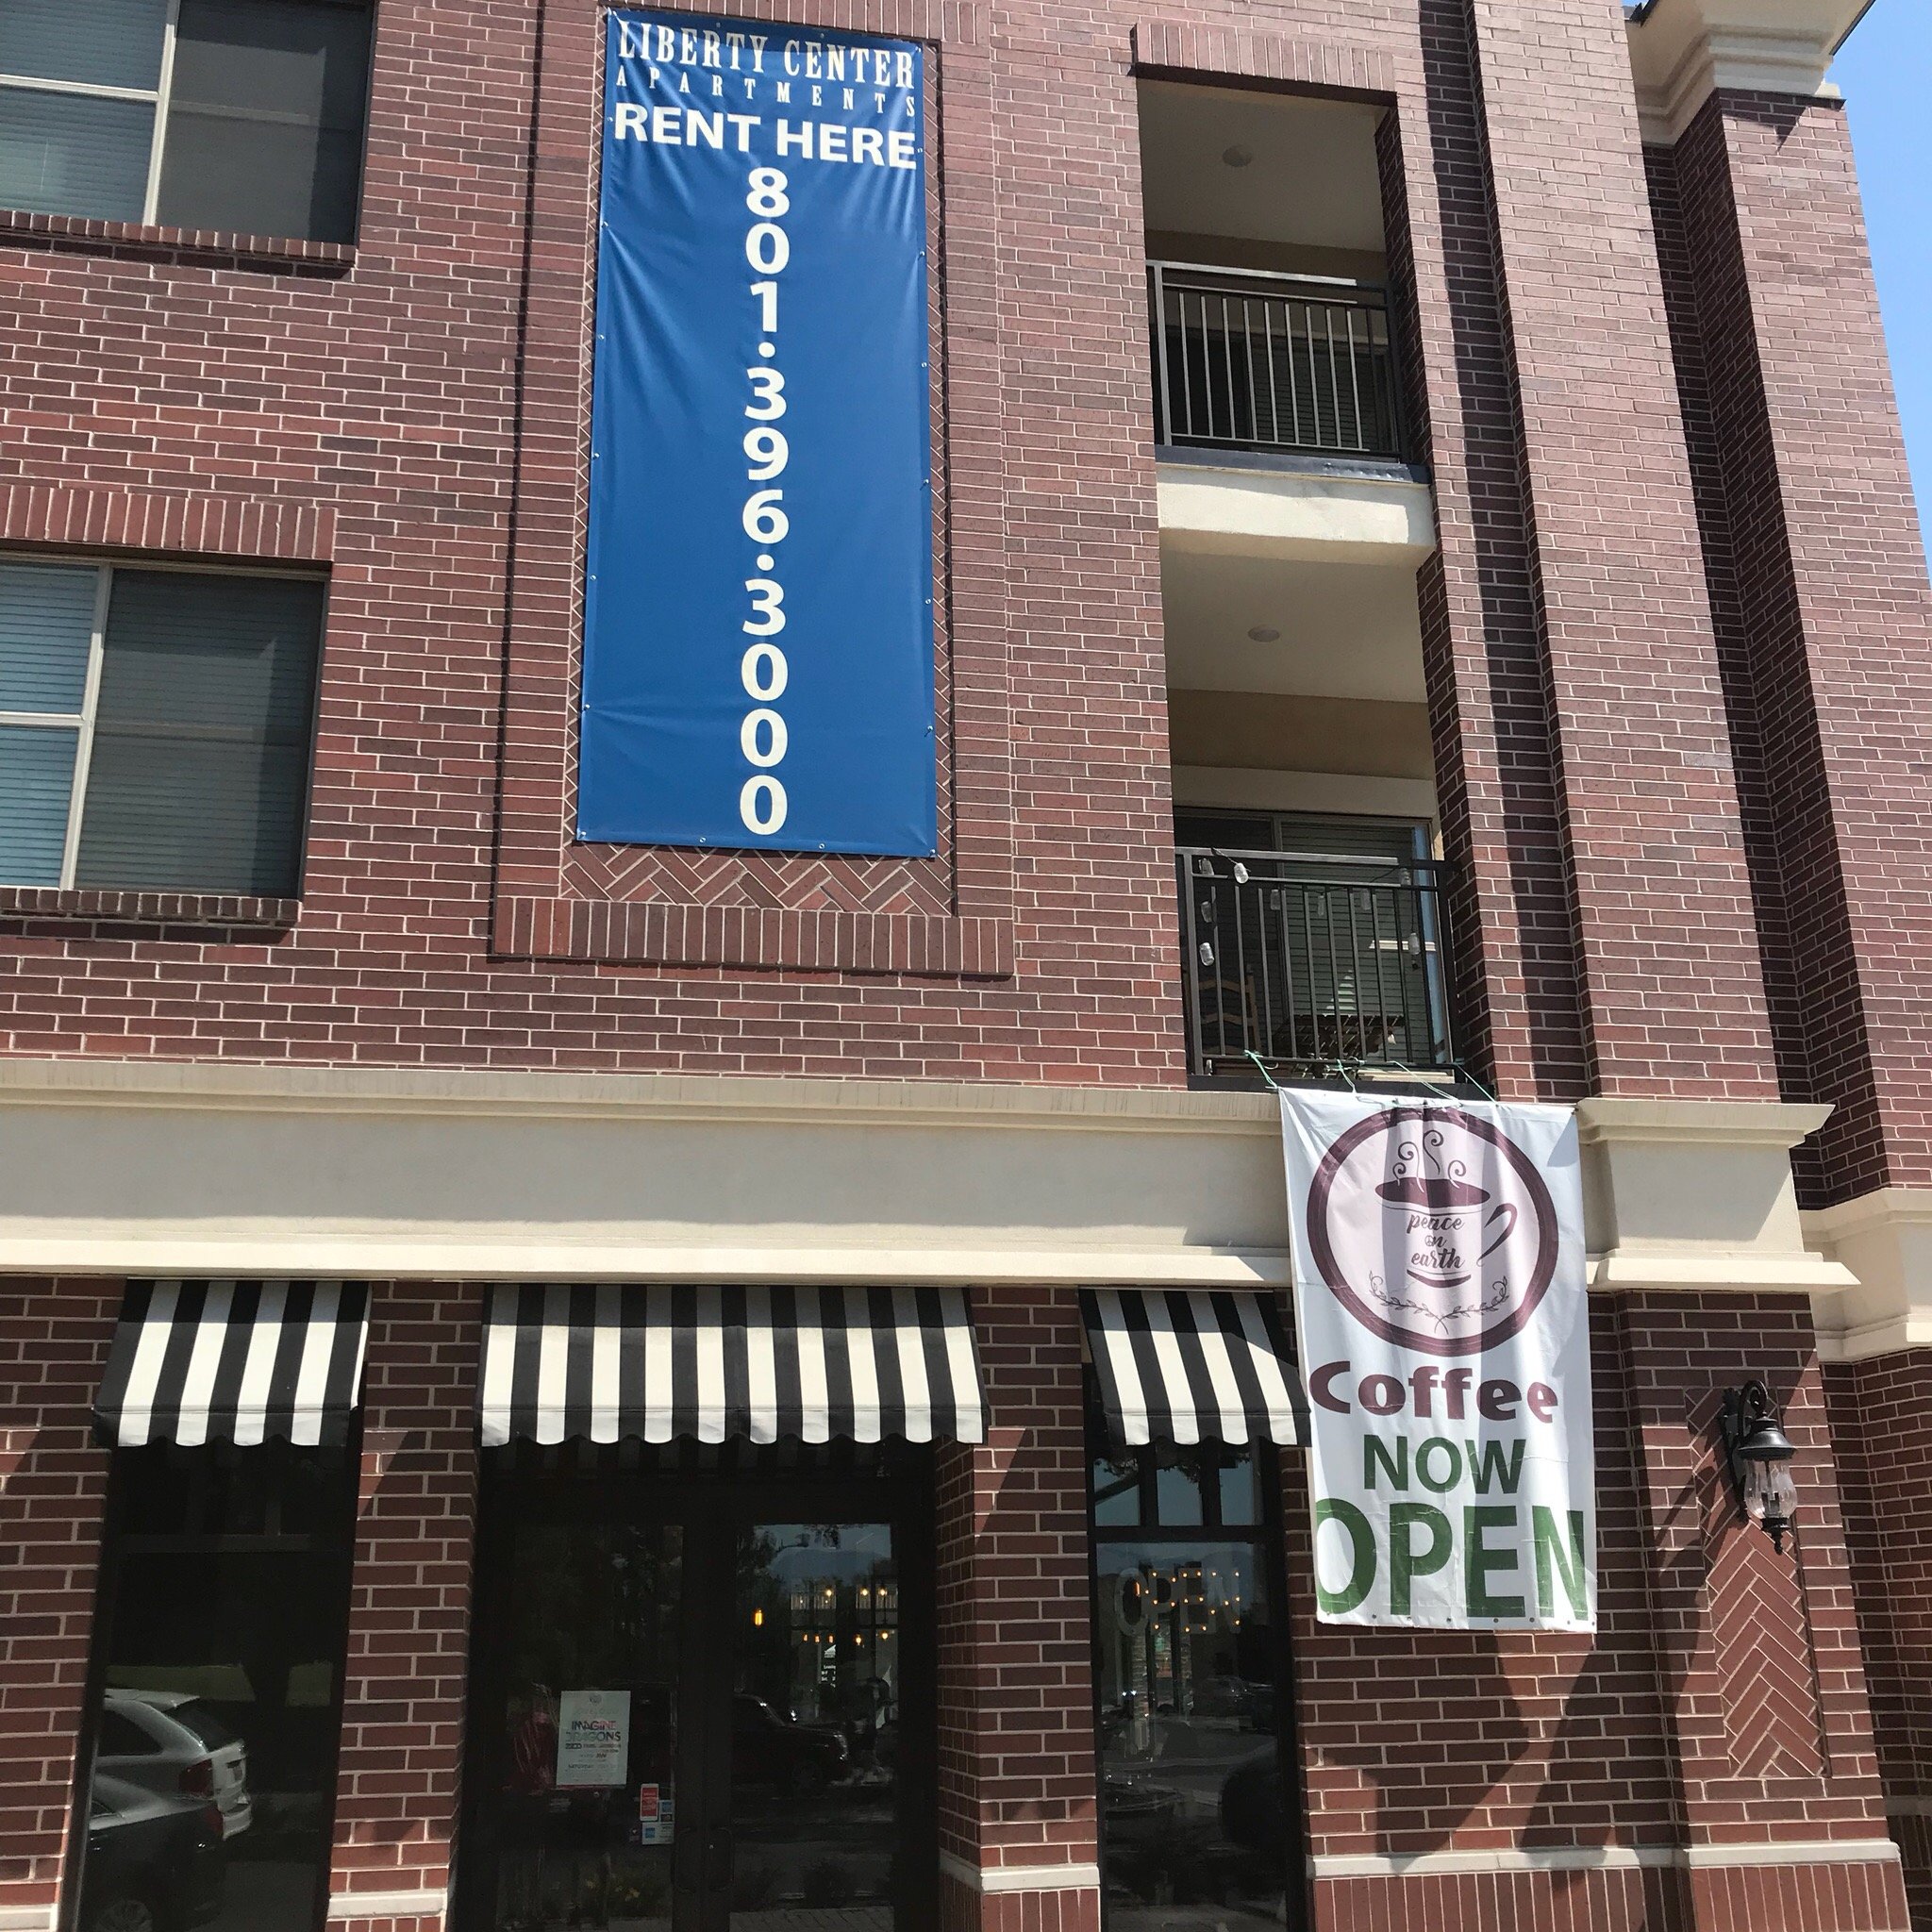 LIBERTY CENTER
APARTMENTS
RENT HERE
801.396.3000
peace
on
earth
Coffee
NOW
OPEN
OPEN
IMAGINE
DRAGONS